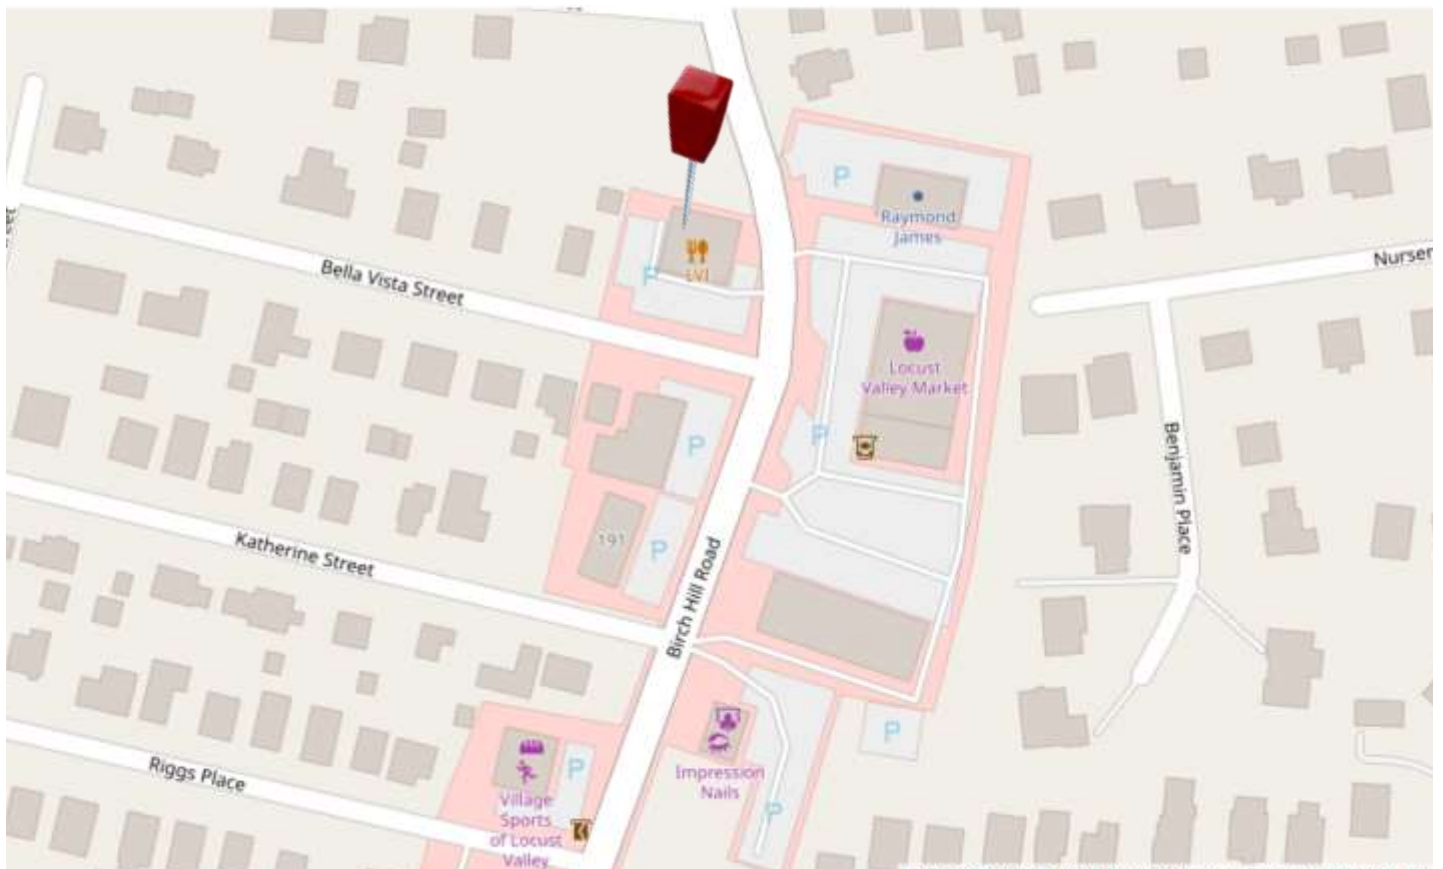 P
Raymond
James
Nurser
LVI
P
Bella Vista Street
Locust
Valley Market
P
P
Benjamin Place
191
P
Katherine Street
Birch Hill Road
P
Impression
Nails
P
Riggs Place
P
Village
Sports
of Locust
Valley